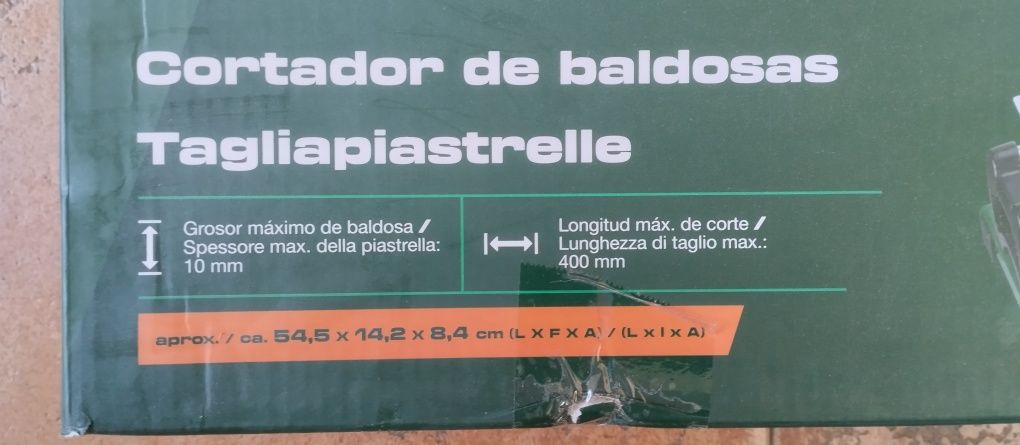 Cortador de baldosas
Tagliapiastrelle
Grosor máximo de baldosa /
Spessore max. della piastrella:
10 mm
Longitud máx. de corte /
Lunghezza di taglio max.:
400 mm
aprox. / ca. 54,5 x 14,2 x 8,4 cm (L X F X A) / (L x l x A)